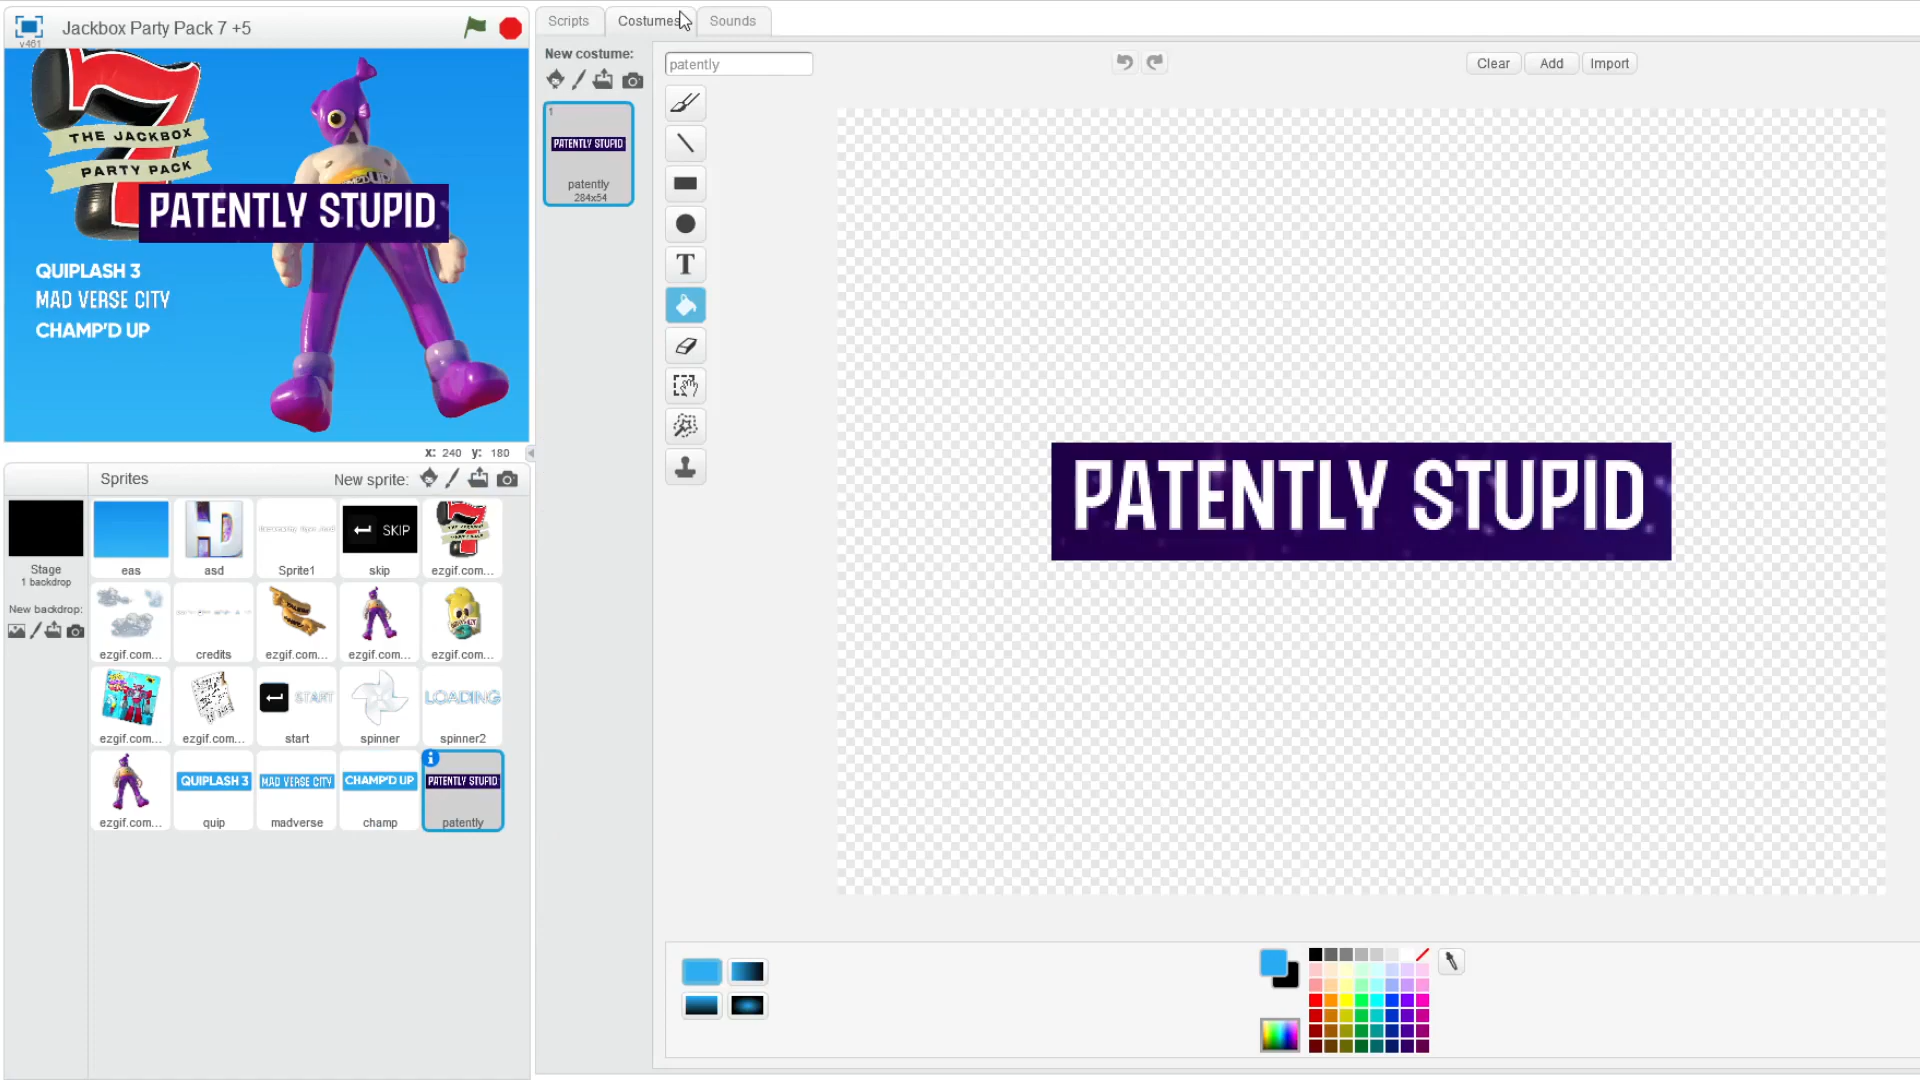 Jackbox Party Pack 7 +5
v461
Scripts
Costumes
Sounds
New costume:
patently
Clear
Add
Import
1
PATENTLY STUPID
patently
284x54
THE JACKBOX
PARTY PACK
PATENTLY STUPID
QUIPLASH 3
MAD VERSE CITY
CHAMP'D UP
T
PATENTLY STUPID
x: 240 y: 180
Sprites
New sprite:
Stage
1 backdrop
New backdrop:
eas
asd
Sprite1
SKIP
skip
ezgif.com...
ezgif.com...
credits
ezgif.com...
ezgif.com...
ezgif.com...
ezgif.com...
ezgif.com...
START
start
spinner
LOADING
spinner2
ezgif.com...
QUIPLASH 3
quip
MAD VERSE CITY
madverse
CHAMP'D UP
champ
PATENTLY STUPID
patently